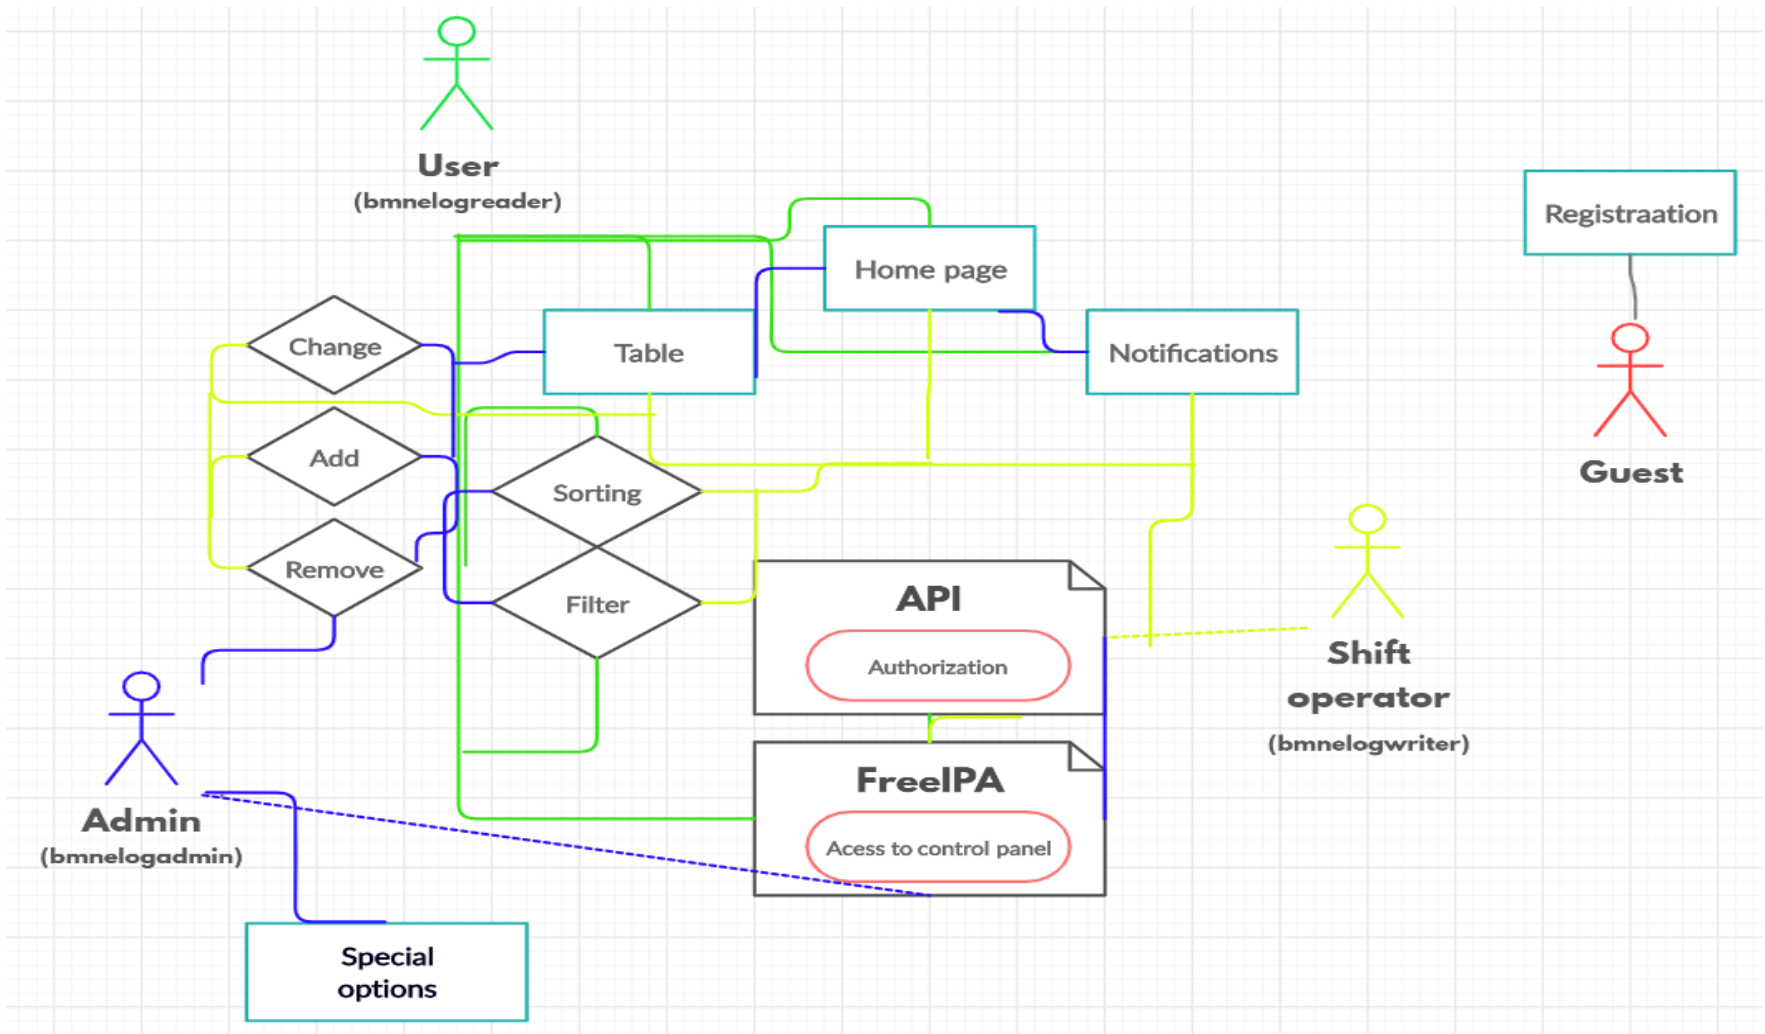 User
(bmnelogreader)
Registraation
Home page
Change
Table
Notifications
Add
Sorting
Guest
Remove
Filter
API
Authorization
Shift
operator
(bmnelogwriter)
FreeIPA
Acess to control panel
Admin
(bmnelogadmin)
Special
options